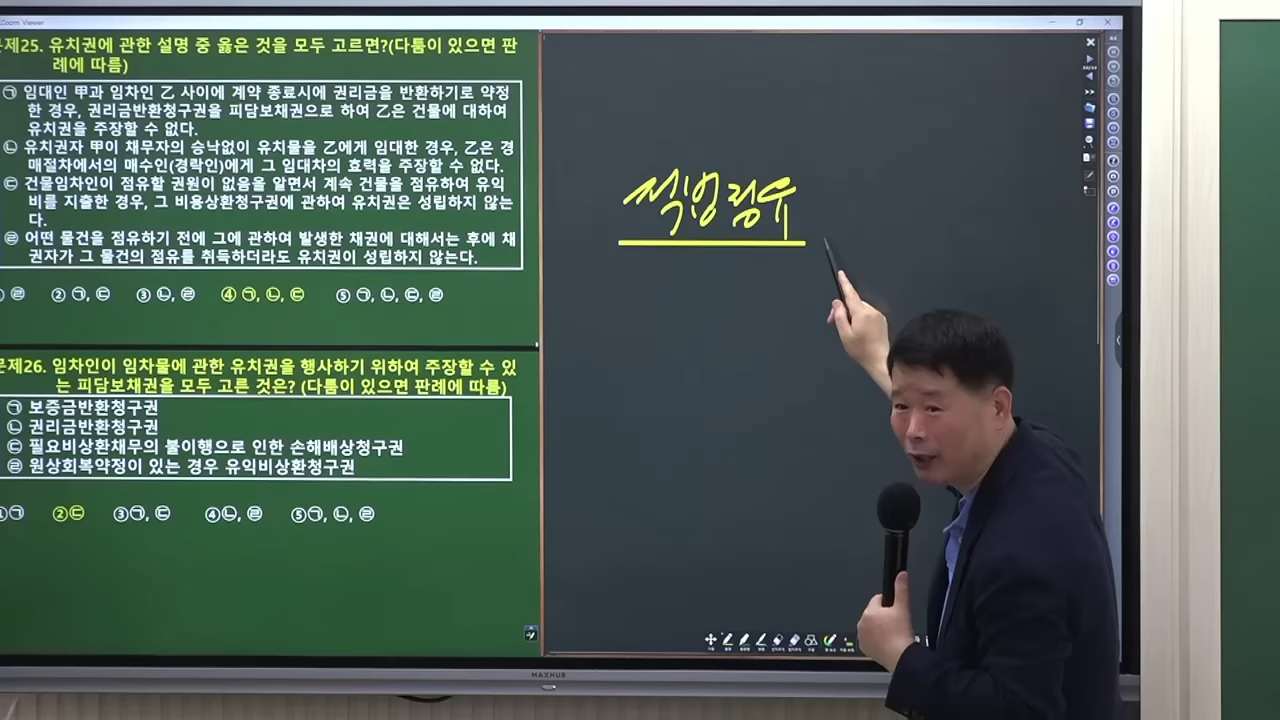 Zoom Viewer
문제25. 유치권에 관한 설명 중 옳은 것을 모두 고르면?(다툼이 있으면 판
례에 따름)
㉠ 임대인 甲과 임차인 乙 사이에 계약 종료시에 권리금을 반환하기로 약정
한 경우, 권리금반환청구권을 피담보채권으로 하여 乙은 건물에 대하여
유치권을 주장할 수 없다.
㉡ 유치권자 甲이 채무자의 승낙없이 유치물을 乙에게 임대한 경우, 乙은 경
매절차에서의 매수인(경락인)에게 그 임대차의 효력을 주장할 수 없다.
㉢ 건물임차인이 점유할 권원이 없음을 알면서 계속 건물을 점유하여 유익
비를 지출한 경우, 그 비용상환청구권에 관하여 유치권은 성립하지 않는
다.
㉣ 어떤 물건을 점유하기 전에 그에 관하여 발생한 채권에 대해서는 후에 채
권자가 그 물건의 점유를 취득하더라도 유치권이 성립하지 않는다.
① ㉣ ② ㉠, ㉢ ③ ㉡, ㉣ ④ ㉠, ㉡, ㉢ ⑤ ㉠, ㉡, ㉢, ㉣
문제26. 임차인이 임차물에 관한 유치권을 행사하기 위하여 주장할 수 있
는 피담보채권을 모두 고른 것은? (다툼이 있으면 판례에 따름)
㉠ 보증금반환청구권
㉡ 권리금반환청구권
㉢ 필요비상환채무의 불이행으로 인한 손해배상청구권
㉣ 원상회복약정이 있는 경우 유익비상환청구권
①㉠ ②㉢ ③㉠, ㉢ ④㉡, ㉣ ⑤㉠, ㉡, ㉣
적법점유
MAXHUB